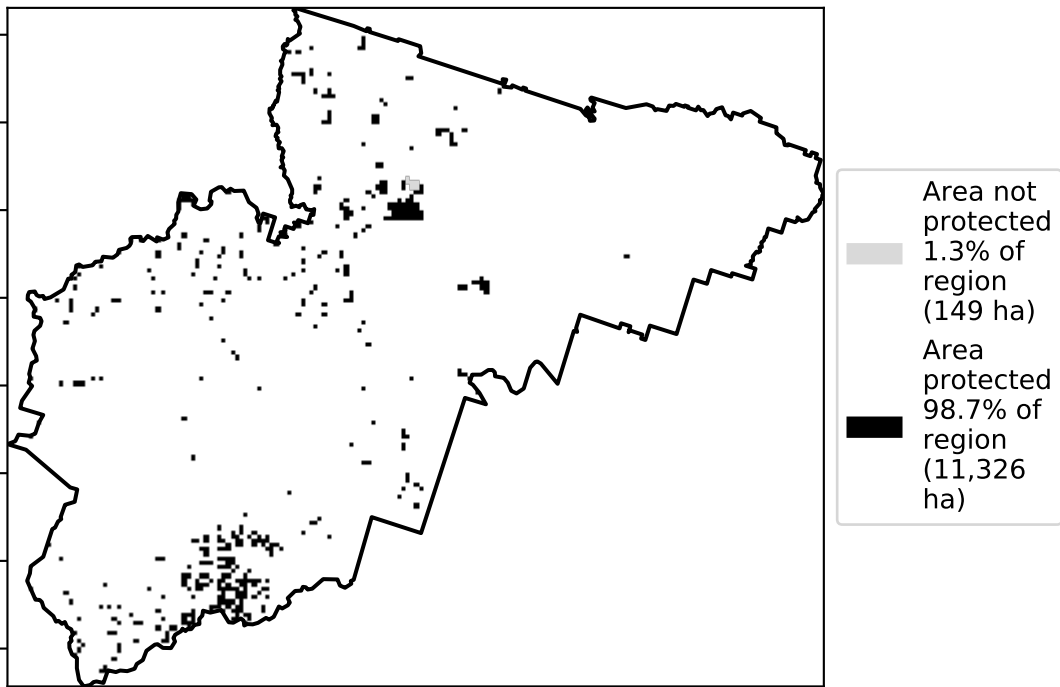 Area not
protected
1.3% of
region
(149 ha)
Area
protected
98.7% of
region
(11,326
ha)